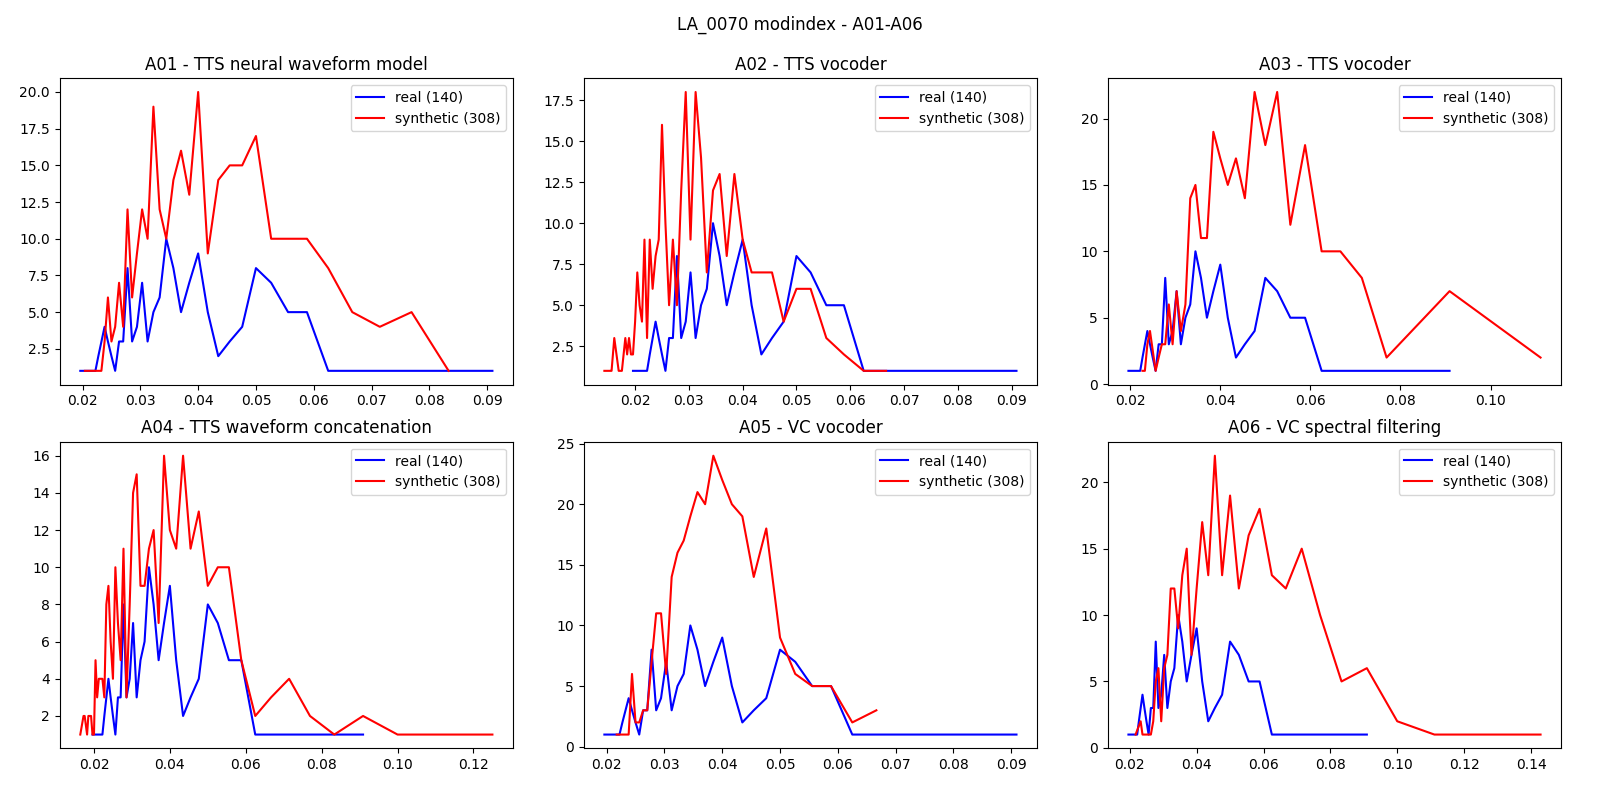 LA_0070 modindex - A01-A06
A01 - TTS neural waveform model
real (140)
synthetic (308)
20.0
17.5
15.0
12.5
10.0
7.5
5.0
2.5
0.02 0.03 0.04 0.05 0.06 0.07 0.08 0.09
A02 - TTS vocoder
real (140)
synthetic (308)
17.5
15.0
12.5
10.0
7.5
5.0
2.5
0.02 0.03 0.04 0.05 0.06 0.07 0.08 0.09
A03 - TTS vocoder
real (140)
synthetic (308)
20
15
10
5
0
0.02 0.04 0.06 0.08 0.10
A04 - TTS waveform concatenation
real (140)
synthetic (308)
16
14
12
10
8
6
4
2
0.02 0.04 0.06 0.08 0.10 0.12
A05 - VC vocoder
real (140)
synthetic (308)
25
20
15
10
5
0
0.02 0.03 0.04 0.05 0.06 0.07 0.08 0.09
A06 - VC spectral filtering
real (140)
synthetic (308)
20
15
10
5
0
0.02 0.04 0.06 0.08 0.10 0.12 0.14